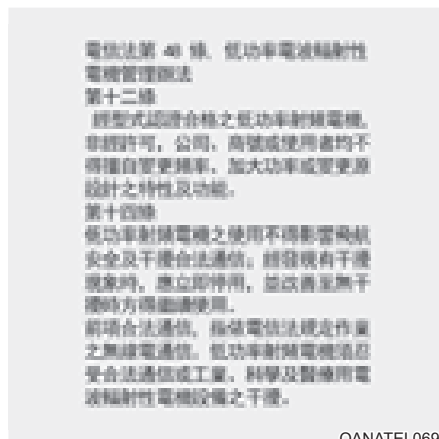 電信法第 48 條、低功率電波輻射性
電機管理辦法
第十二條
經型式認證合格之低功率射頻電機，
非經許可，公司、商號或使用者均不
得擅自變更頻率、加大功率或變更原
設計之特性及功能。
第十四條
低功率射頻電機之使用不得影響飛航
安全及干擾合法通信；經發現有干擾
現象時，應立即停用，並改善至無干
擾時方得繼續使用。
前項合法通信，指依電信法規定作業
之無線電通信。低功率射頻電機須忍
受合法通信或工業、科學及醫療用電
波輻射性電機設備之干擾。
OANATEL069